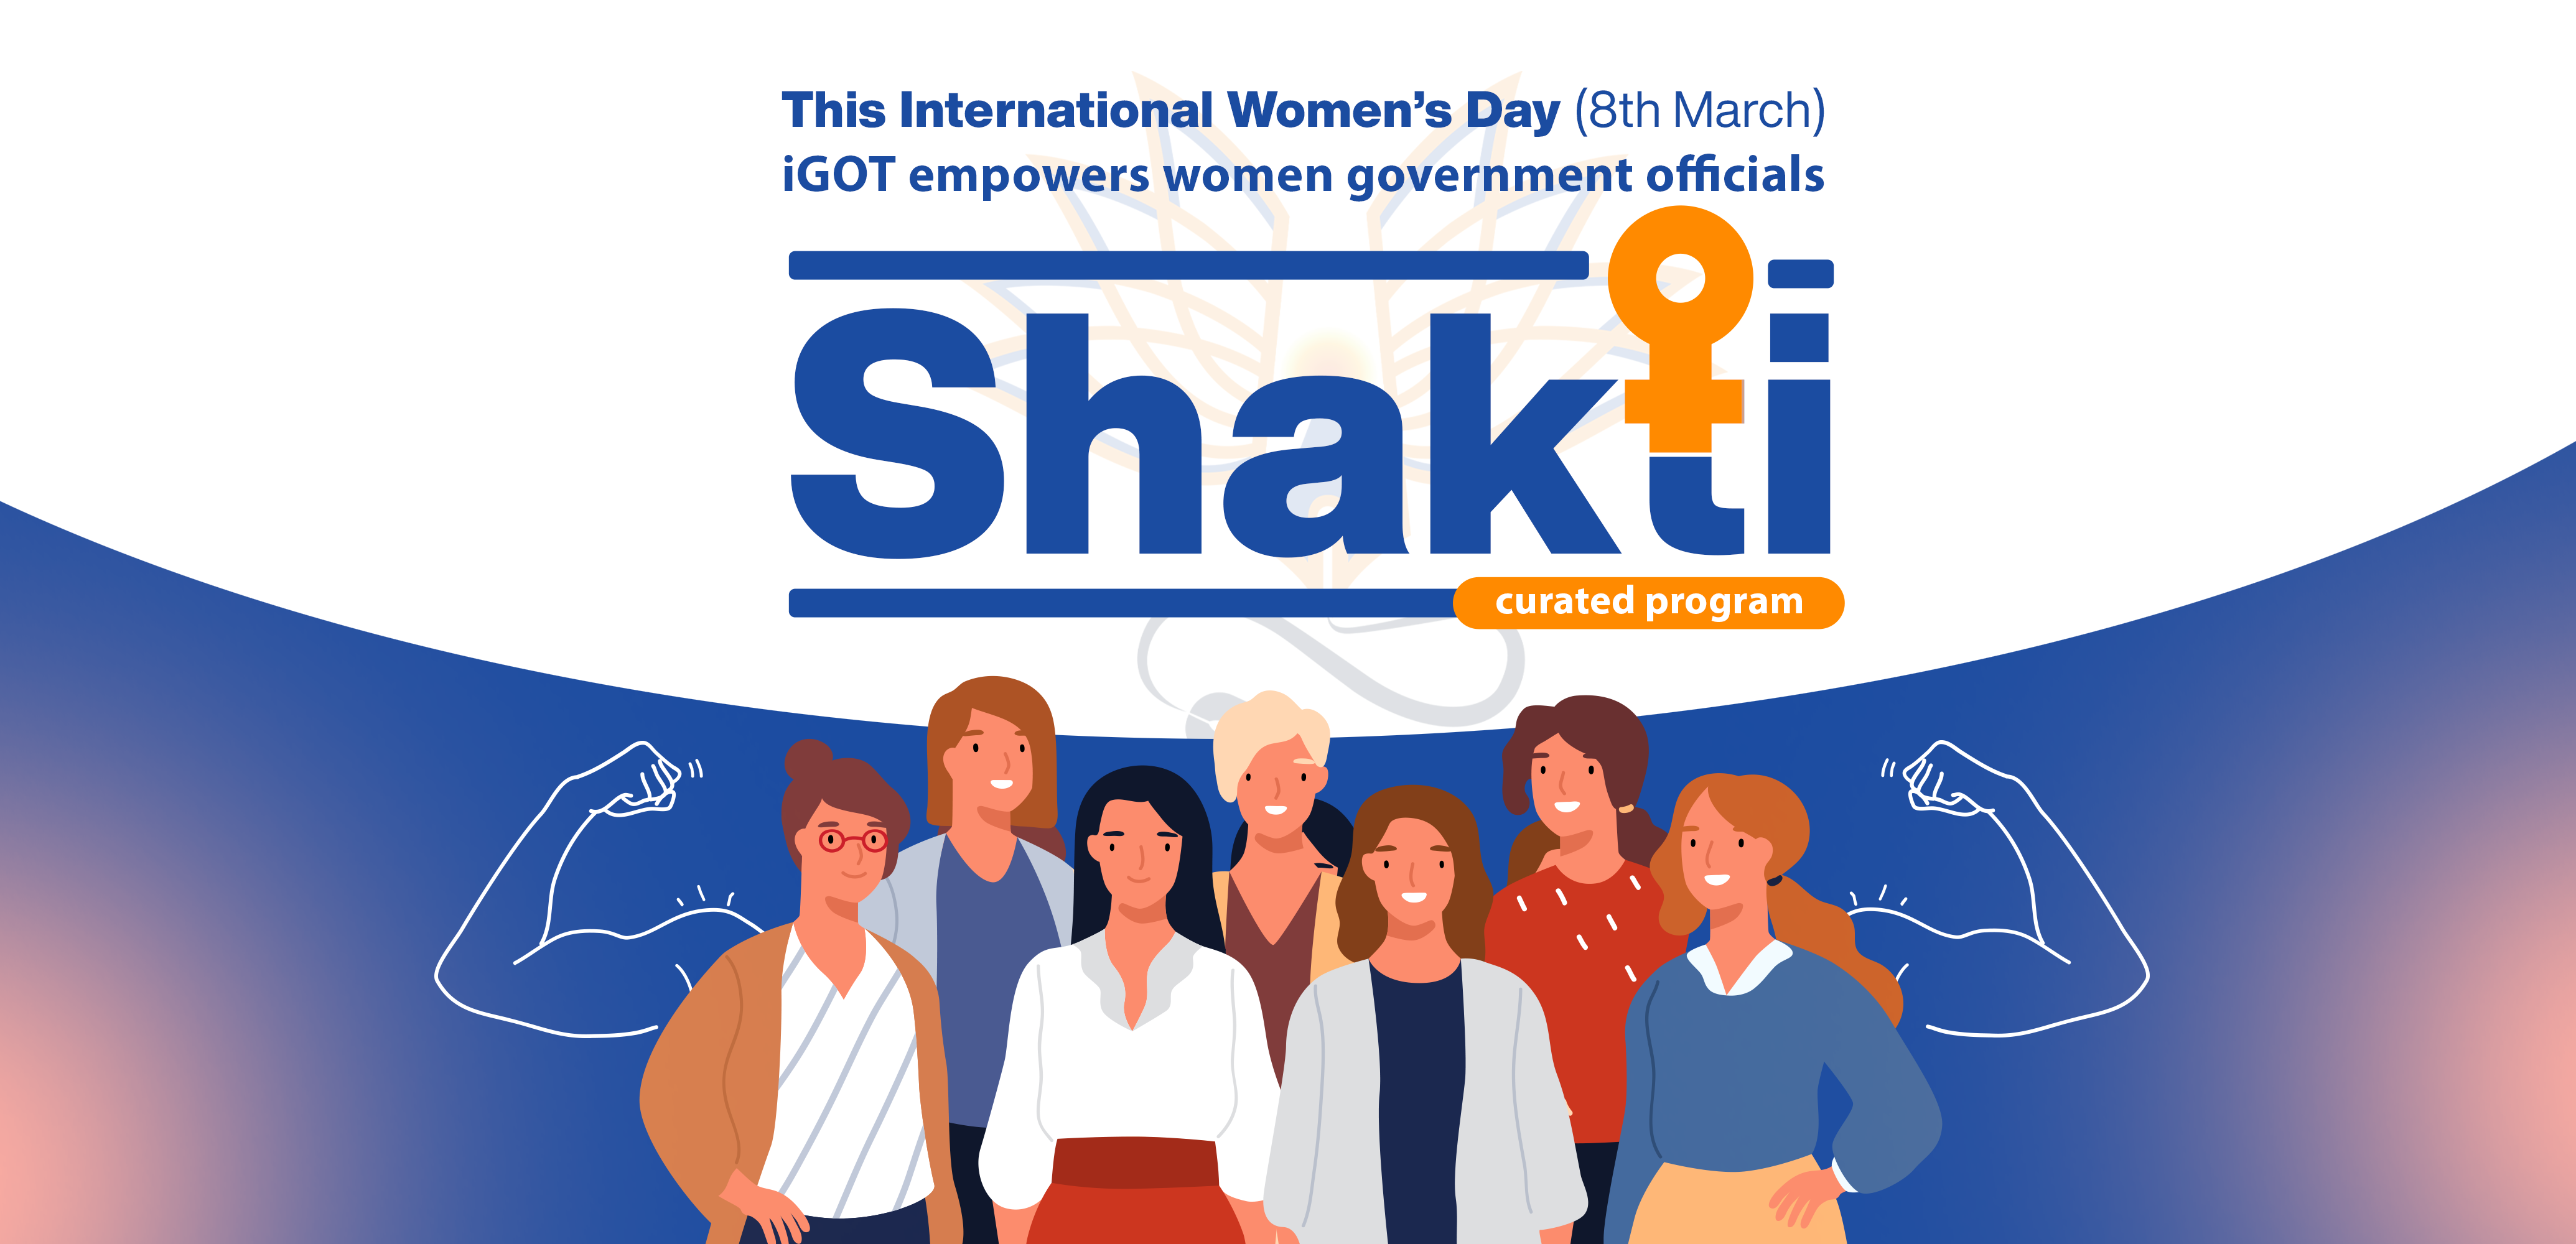 This International Women’s Day (8th March)
iGOT empowers women government officials
Shakti
curated program